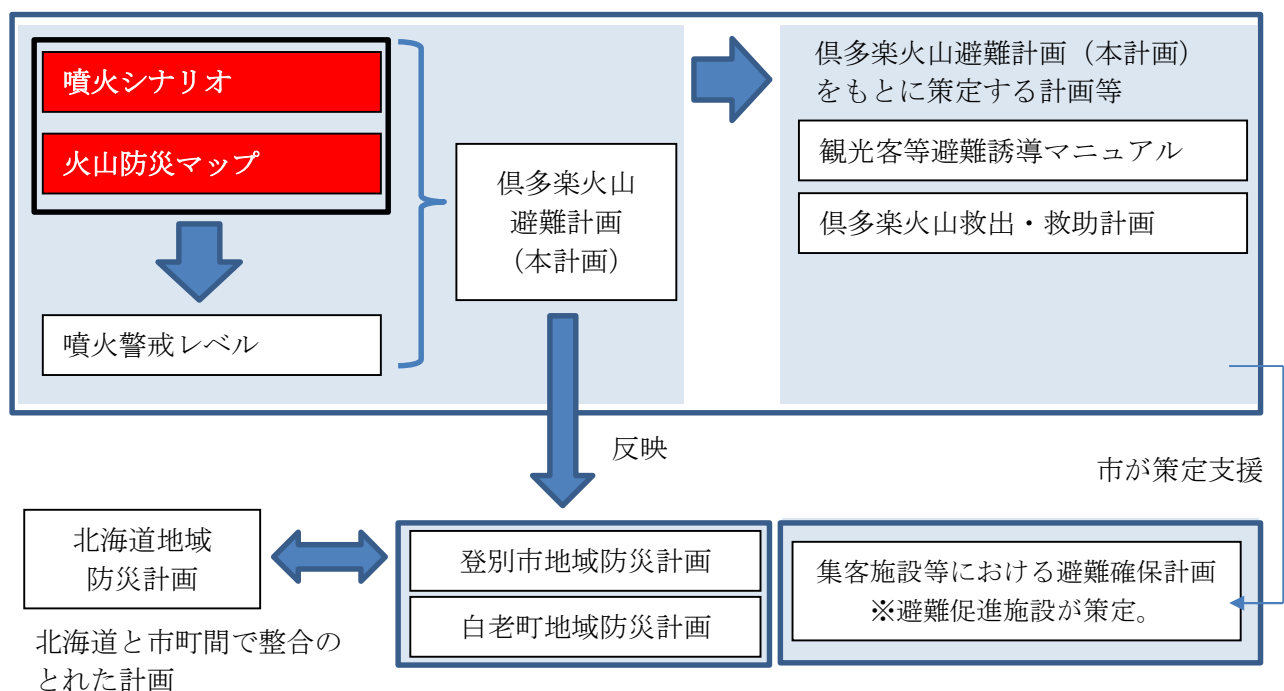 噴火シナリオ
火山防災マップ
噴火警戒レベル
倶多楽火山
避難計画
(本計画)
倶多楽火山避難計画(本計画)
をもとに策定する計画等
観光客等避難誘導マニュアル
倶多楽火山救出・救助計画
反映
市が策定支援
北海道地域
防災計画
北海道と市町間で整合の
とれた計画
登別市地域防災計画
白老町地域防災計画
集客施設等における避難確保計画
※避難促進施設が策定。